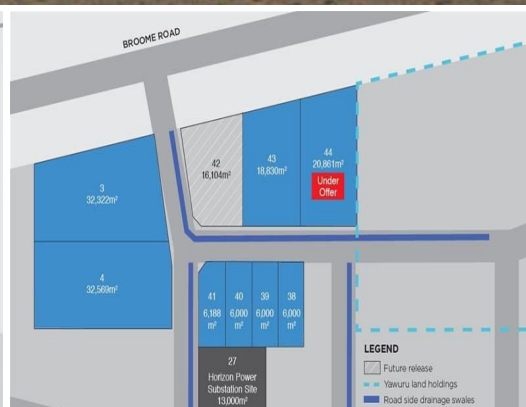 BROOME ROAD
42
16,104m²
43
18,830m²
44
20,861m²
Under
Offer
3
32,322m²
4
32,569m²
41
6,188
m²
40
6,000
m²
39
6,000
m²
38
6,000
m²
27
Horizon Power
Substation Site
13,000m²
LEGEND
Future release
Yawuru land holdings
Road side drainage swales